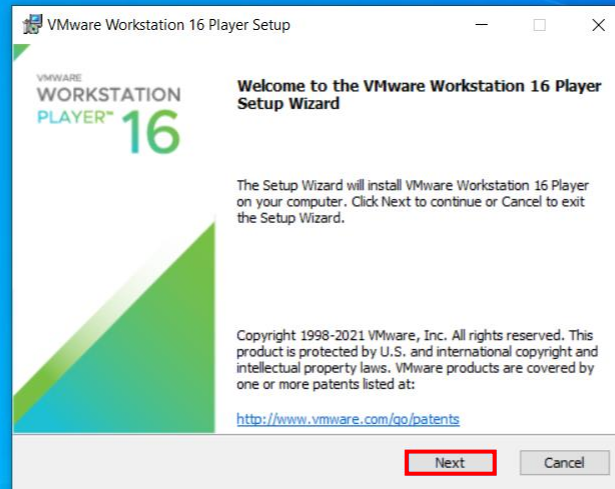 VMware Workstation 16 Player Setup
VMWARE
WORKSTATION
PLAYER™ 16
Welcome to the VMware Workstation 16 Player
Setup Wizard
The Setup Wizard will install VMware Workstation 16 Player
on your computer. Click Next to continue or Cancel to exit
the Setup Wizard.
Copyright 1998-2021 VMware, Inc. All rights reserved. This
product is protected by U.S. and international copyright and
intellectual property laws. VMware products are covered by
one or more patents listed at:
http://www.vmware.com/go/patents
Next
Cancel